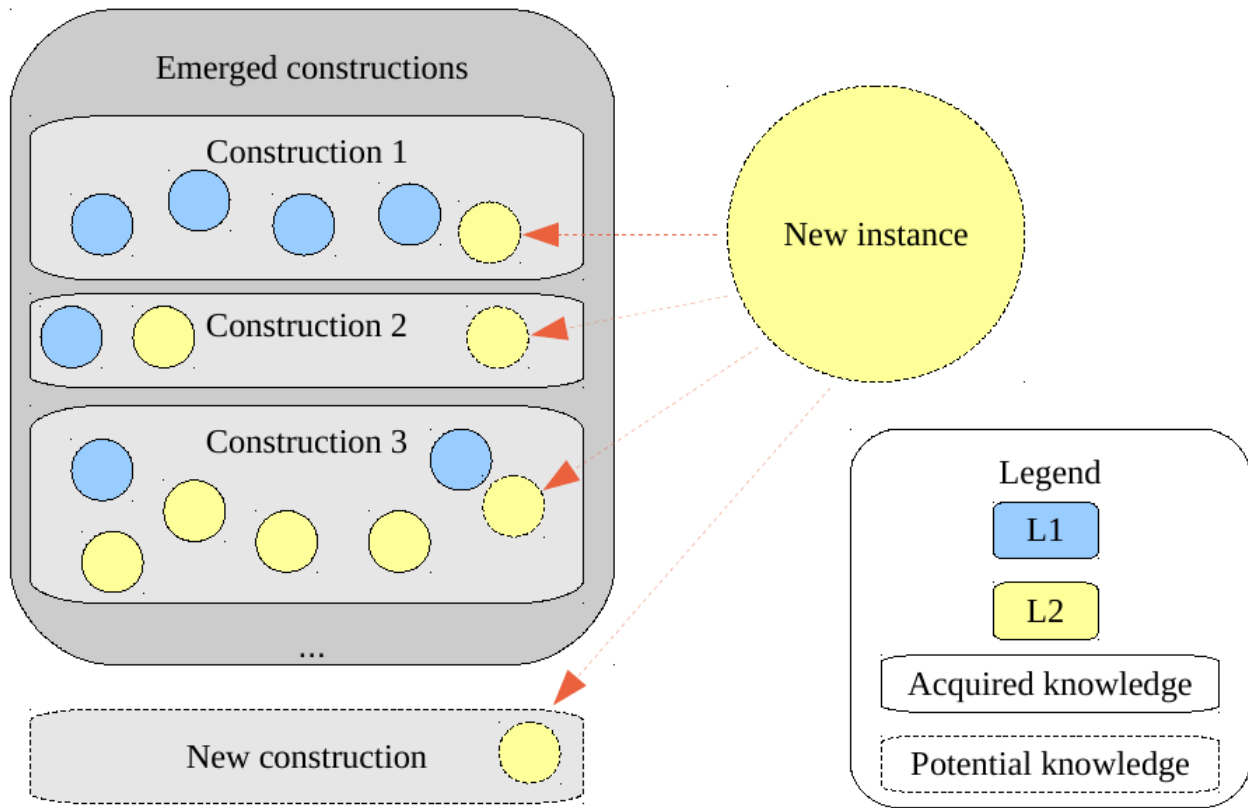 Emerged constructions
Construction 1
New instance
Construction 2
Construction 3
...
New construction
Legend
L1
L2
Acquired knowledge
Potential knowledge